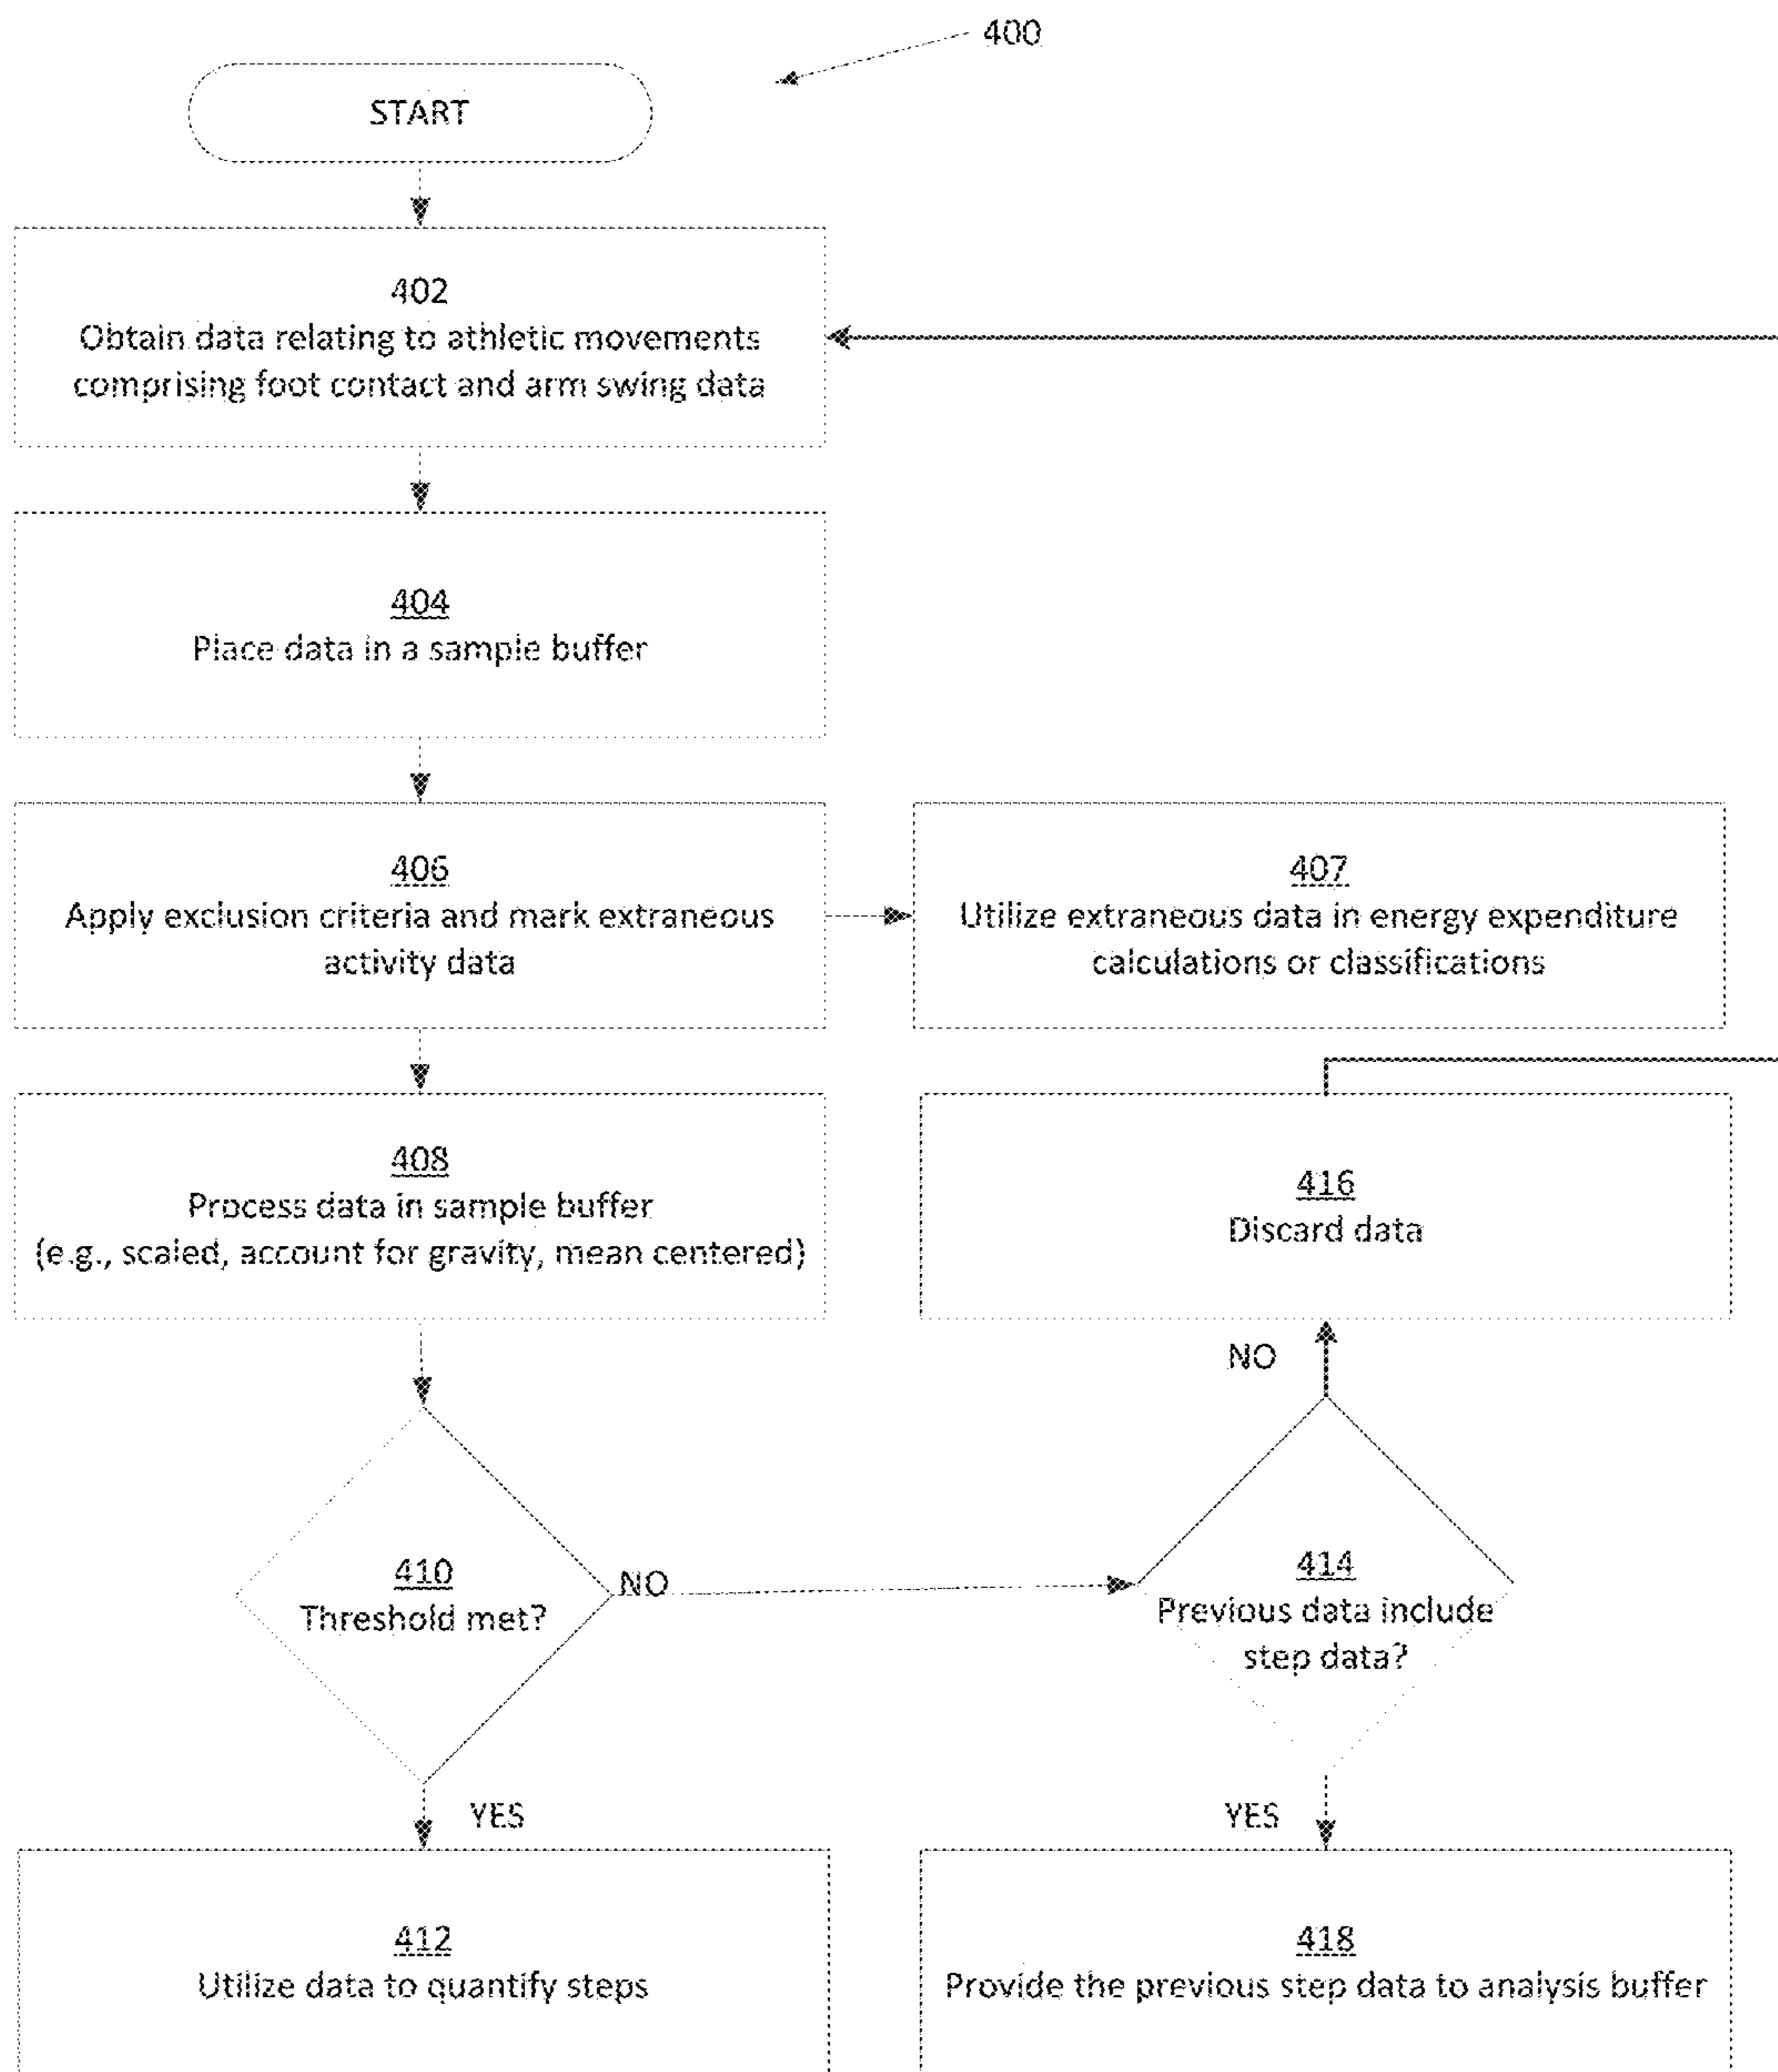 400
START
402
Obtain data relating to athletic movements
comprising foot contact and arm swing data
404
Place data in a sample buffer
406
Apply exclusion criteria and mark extraneous
activity data
407
Utilize extraneous data in energy expenditure
calculations or classifications
408
Process data in sample buffer
(e.g., scaled, account for gravity, mean centered)
416
Discard data
NO
410
Threshold met?
NO
414
Previous data include
step data?
YES
YES
412
Utilize data to quantify steps
418
Provide the previous step data to analysis buffer